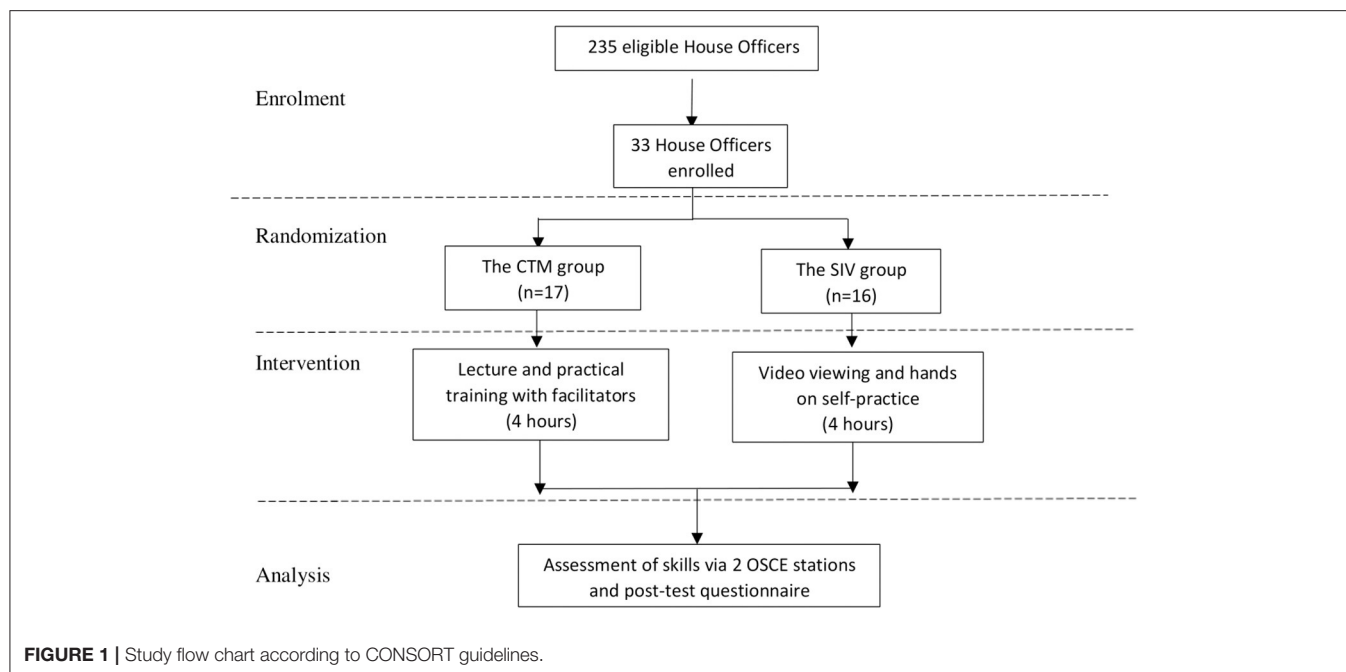 235 eligible House Officers
Enrolment
33 House Officers
enrolled
Randomization
The CTM group
(n=17)
The SIV group
(n=16)
Intervention
Lecture and practical
training with facilitators
(4 hours)
Video viewing and hands
on self-practice
(4 hours)
Analysis
Assessment of skills via 2 OSCE stations
and post-test questionnaire
FIGURE 1 | Study flow chart according to CONSORT guidelines.